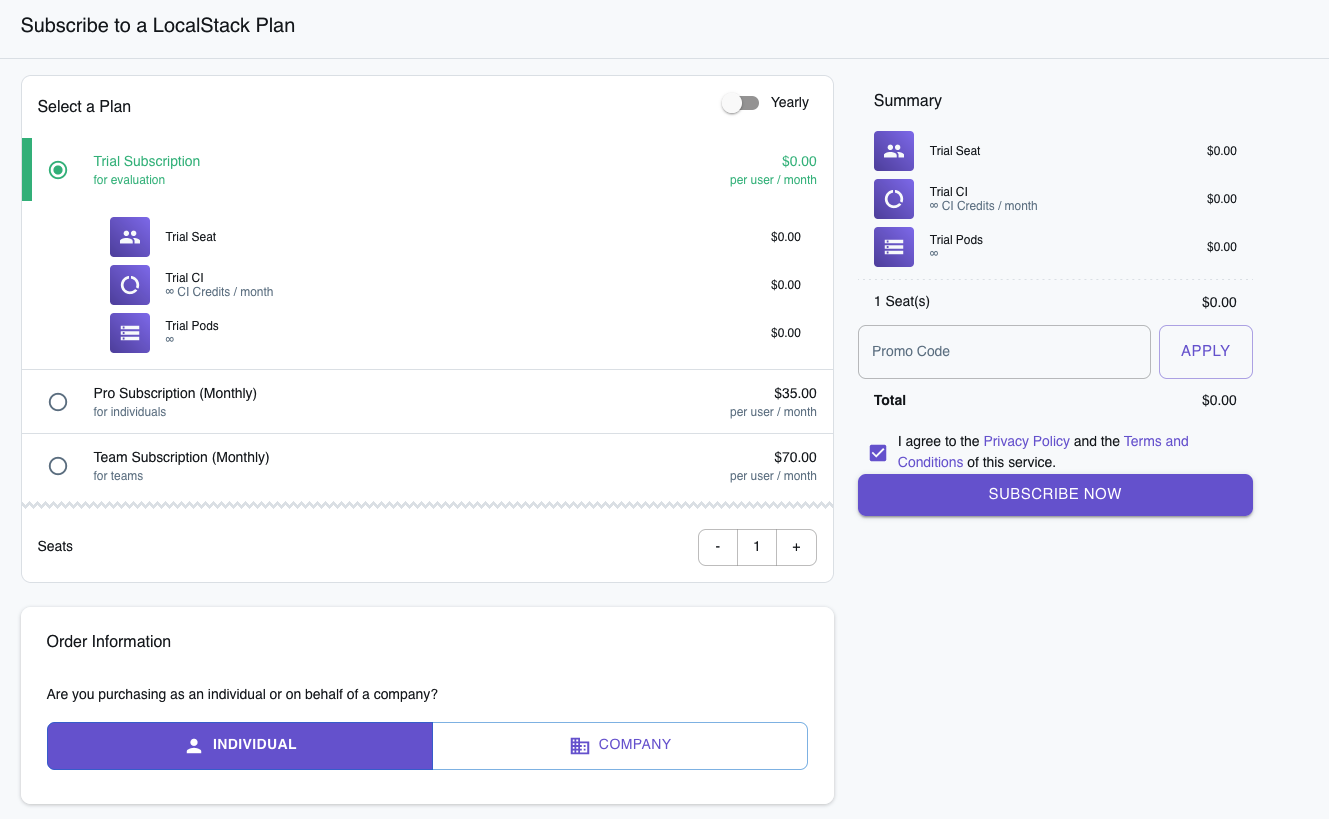 Subscribe to a LocalStack Plan
Select a Plan
Yearly
Trial Subscription
$0.00
for evaluation
per user / month
Trial Seat
$0.00
Trial CI
∞ CI Credits / month
$0.00
Trial Pods
∞
$0.00
Pro Subscription (Monthly)
$35.00
for individuals
per user / month
Team Subscription (Monthly)
$70.00
for teams
per user / month
Seats
- 1 +
Order Information
Are you purchasing as an individual or on behalf of a company?
INDIVIDUAL
COMPANY
Summary
Trial Seat
$0.00
Trial CI
∞ CI Credits / month
$0.00
Trial Pods
∞
$0.00
1 Seat(s)
$0.00
Promo Code
APPLY
Total
$0.00
I agree to the Privacy Policy and the Terms and
Conditions of this service.
SUBSCRIBE NOW